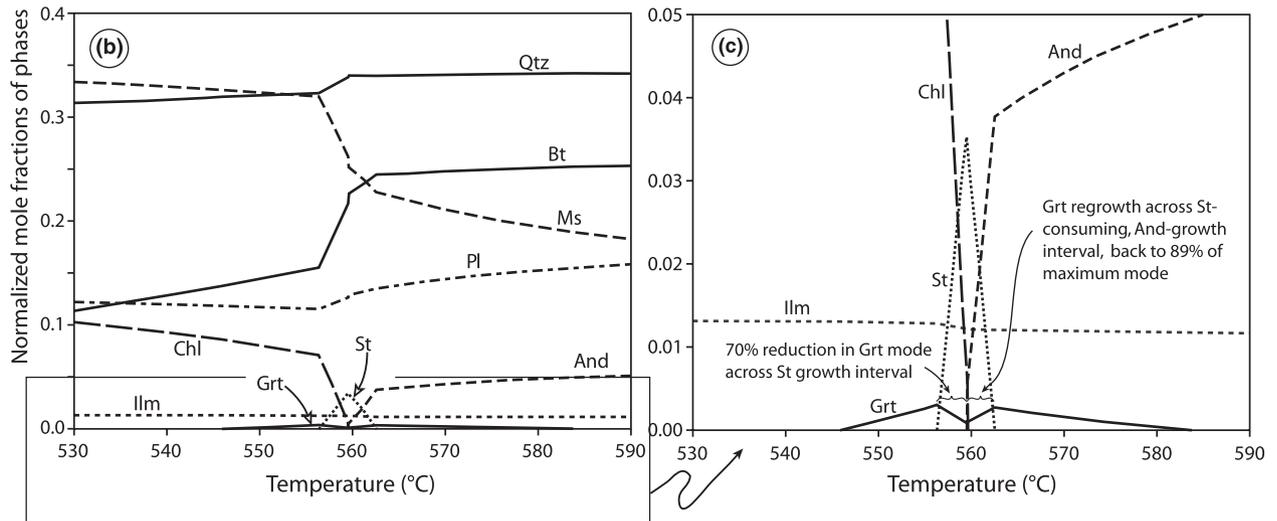 (b)
Normalized mole fractions of phases
0.4
0.3
0.2
0.1
0.0
Qtz
Bt
Ms
Pl
Chl
St
Grt
And
Ilm
530 540 550 560 570 580 590
Temperature (°C)
(c)
0.05
0.04
0.03
0.02
0.01
0.00
And
Chl
Grt regrowth across St-
consuming, And-growth
interval, back to 89% of
maximum mode
St
Ilm
70% reduction in Grt mode
across St growth interval
Grt
530 540 550 560 570 580 590
Temperature (°C)